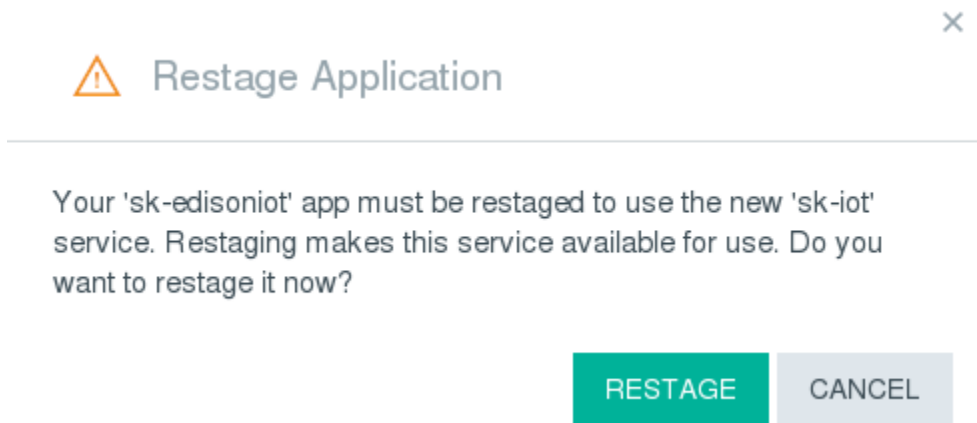 Restage Application
Your 'sk-edisoniot' app must be restaged to use the new 'sk-iot'
service. Restaging makes this service available for use. Do you
want to restage it now?
RESTAGE CANCEL